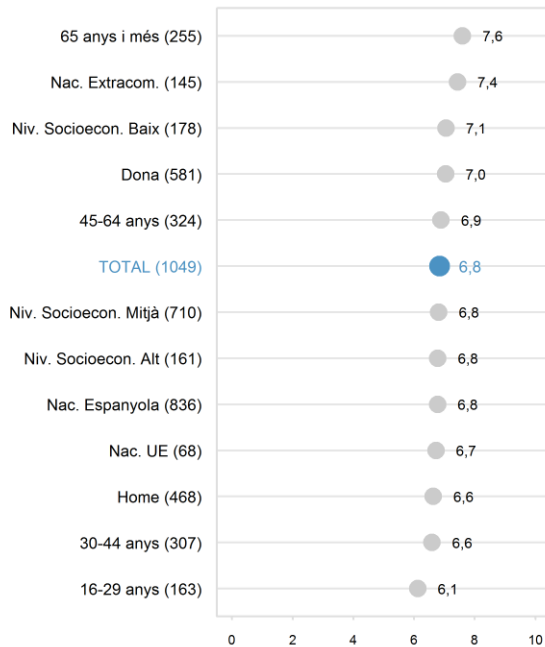 65 anys i més (255) 7,6
Nac. Extracom. (145) 7,4
Niv. Socioecon. Baix (178) 7,1
Dona (581) 7,0
45-64 anys (324) 6,9
TOTAL (1049) 6,8
Niv. Socioecon. Mitjà (710) 6,8
Niv. Socioecon. Alt (161) 6,8
Nac. Espanyola (836) 6,8
Nac. UE (68) 6,7
Home (468) 6,6
30-44 anys (307) 6,6
16-29 anys (163) 6,1
0 2 4 6 8 10